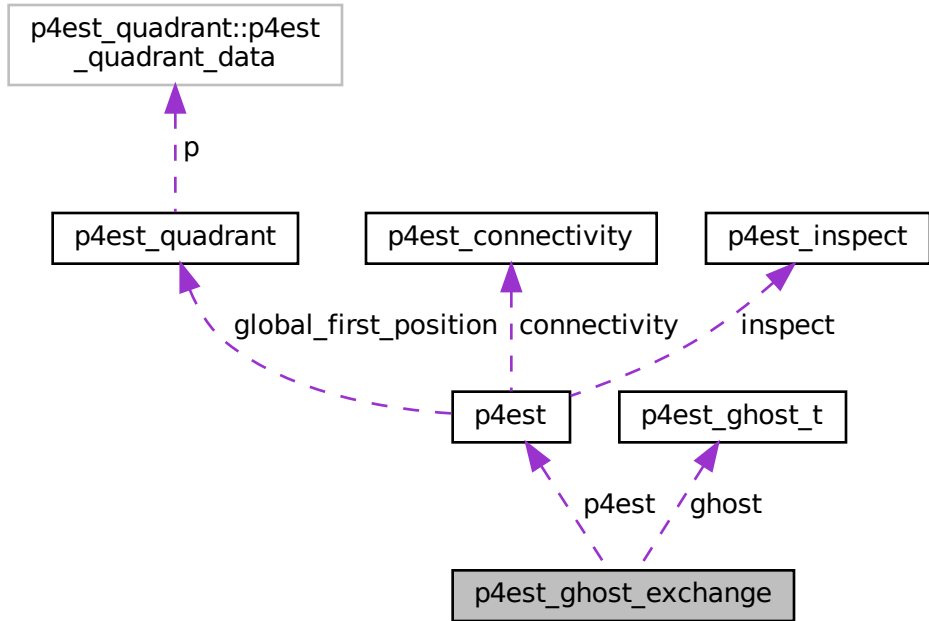 p4est_quadrant::p4est
_quadrant_data
p
p4est_quadrant
p4est_connectivity
p4est_inspect
global_first_position
connectivity
inspect
p4est
p4est_ghost_t
p4est
ghost
p4est_ghost_exchange